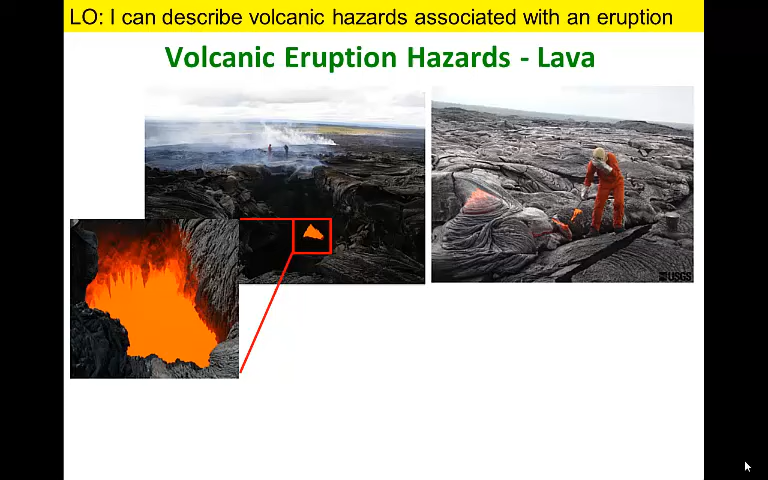 LO: I can describe volcanic hazards associated with an eruption
Volcanic Eruption Hazards - Lava
USGS